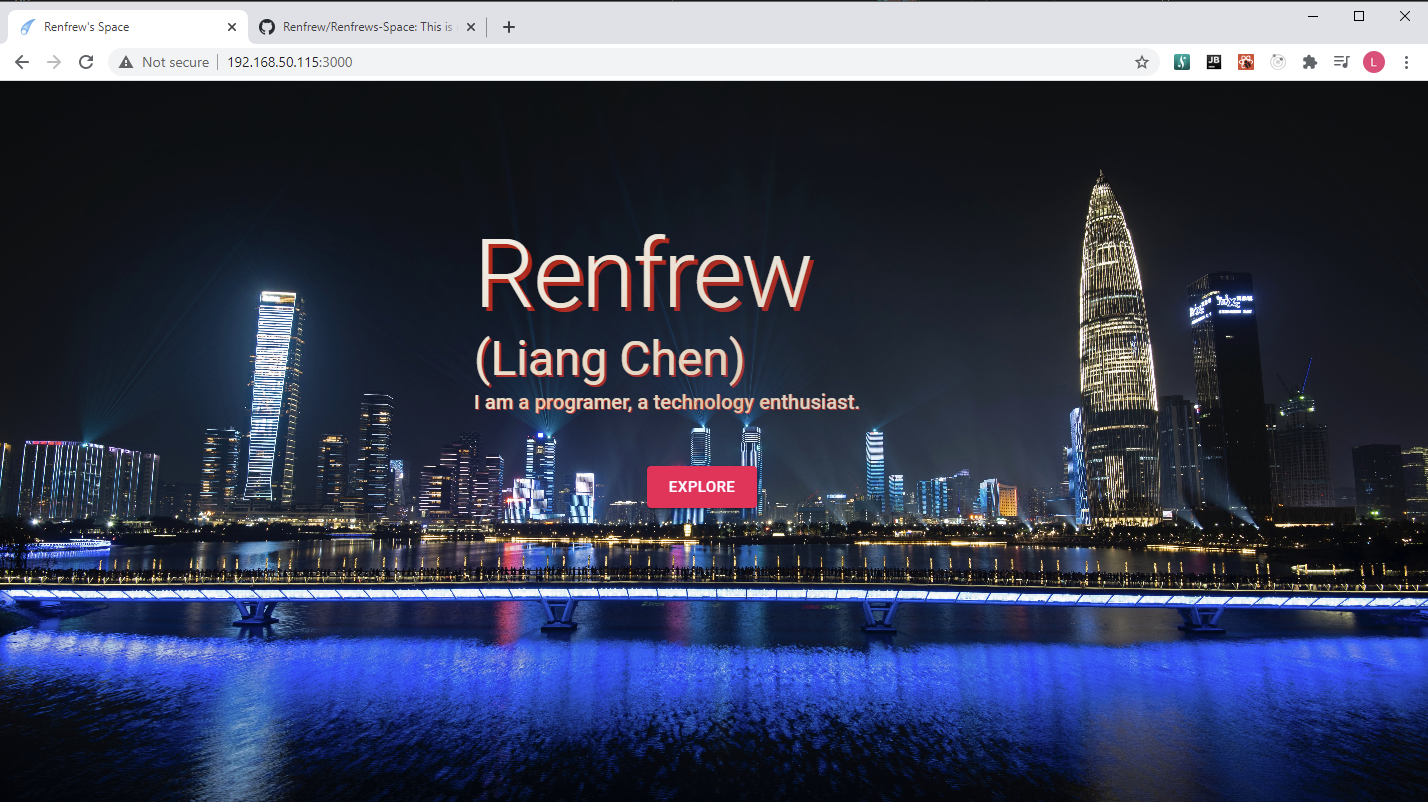 Renfrew's Space
Renfrew/Renfrews-Space: This is
Not secure
192.168.50.115:3000
JB
L
Renfrew
(Liang Chen)
I am a programer, a technology enthusiast.
EXPLORE